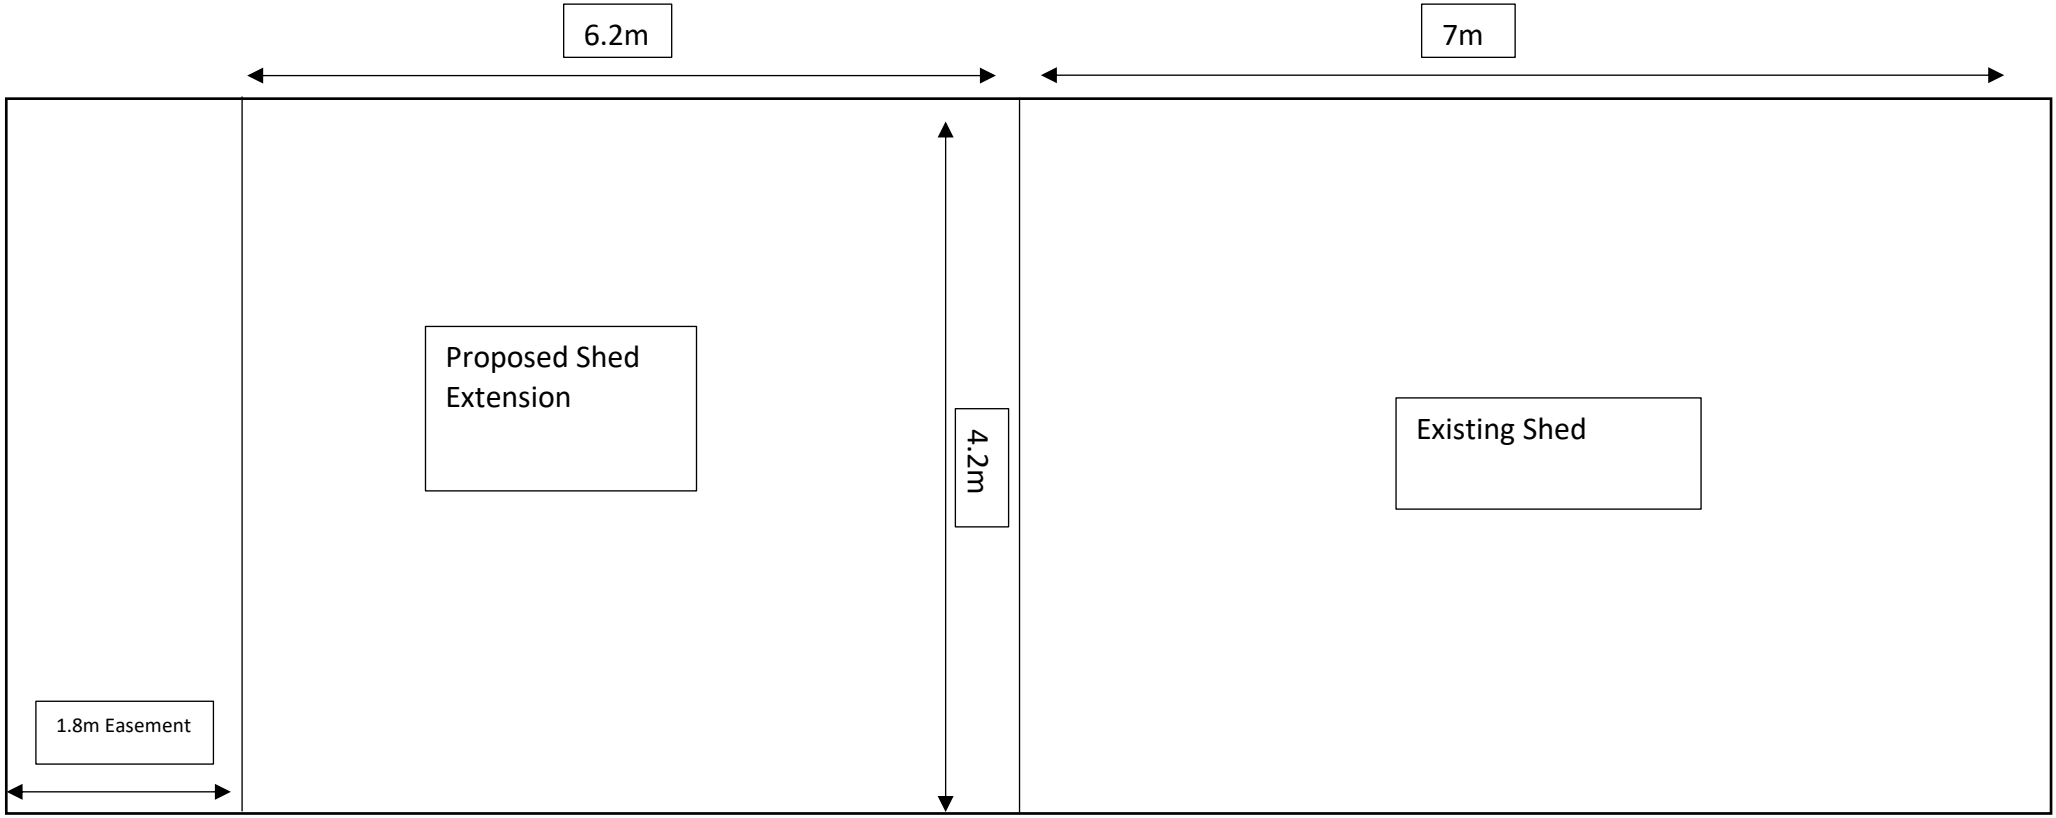 6.2m
7m
Proposed Shed
Extension
4.2m
Existing Shed
1.8m Easement